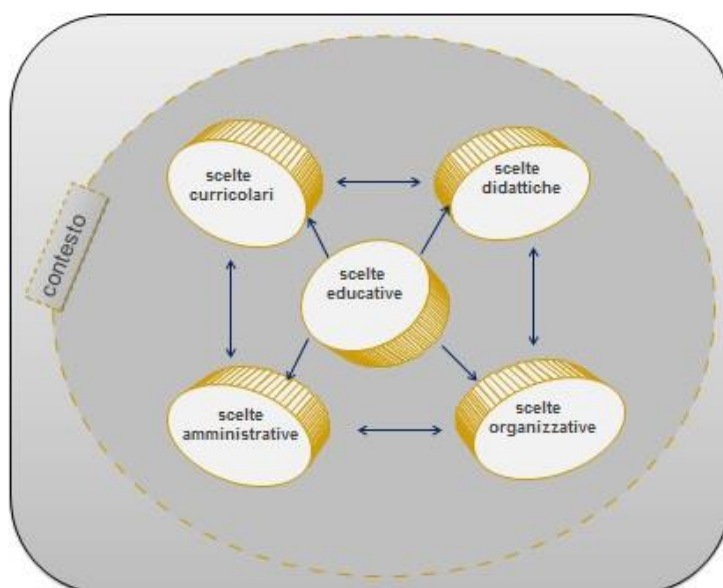 scelte
curricolari
scelte
didattiche
contesto
scelte
educative
scelte
amministrative
scelte
organizzative